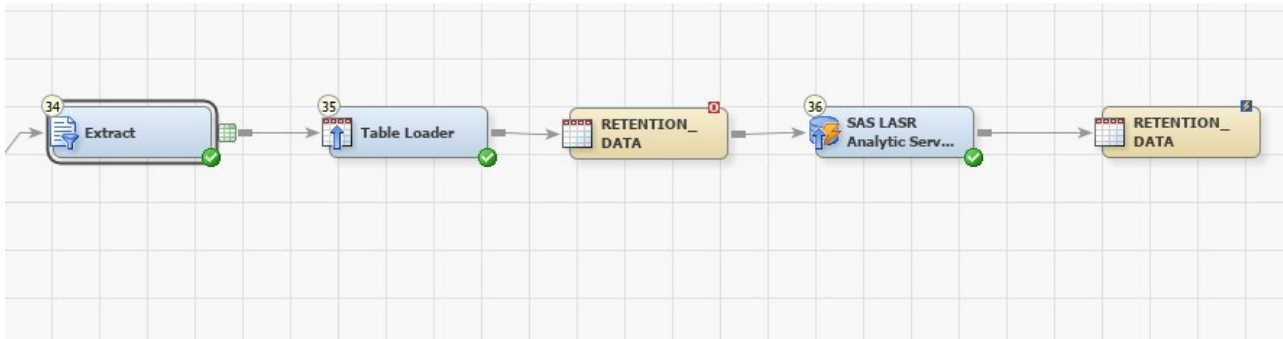 34
Extract
35
Table Loader
RETENTION_
DATA
36
SAS LASR
Analytic Serv...
RETENTION_
DATA